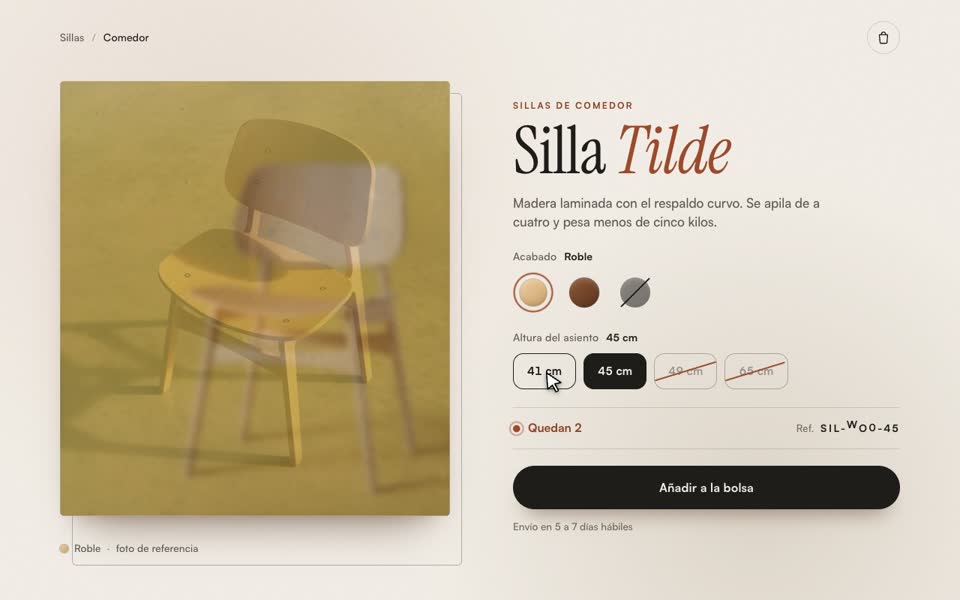 Sillas / Comedor
SILLAS DE COMEDOR
Silla Tilde
Madera laminada con el respaldo curvo. Se apila de a
cuatro y pesa menos de cinco kilos.
Acabado Roble
Altura del asiento 45 cm
41 cm 45 cm 49 cm 65 cm
Quedan 2
Ref. SIL-WO0-45
Añadir a la bolsa
Envío en 5 a 7 días hábiles
Roble · foto de referencia